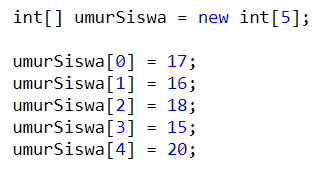 int[] umurSiswa = new int[5];
umurSiswa[0] = 17;
umurSiswa[1] = 16;
umurSiswa[2] = 18;
umurSiswa[3] = 15;
umurSiswa[4] = 20;